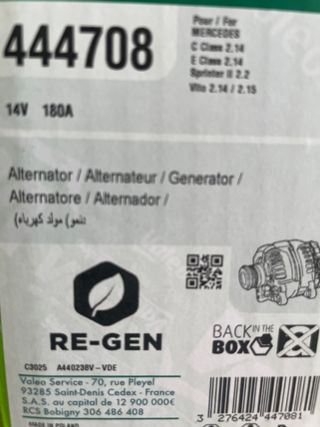 444708
Pour / For
MERCEDES
C Class 2.14
E Class 2.14
Sprinter II 2.2
Vito 2.14 / 2.15
14V 180A
Alternator / Alternateur / Generator /
Alternatore / Alternador /
(دنمو) مولد كهرباء)
RE-GEN
BACK IN THE
BOX
C3025 A440238V-VDE
Valeo Service - 70, rue Pleyel
93285 Saint-Denis Cedex - France
S.A.S. au capital de 12 900 000€
RCS Bobigny 306 486 408
MADE IN POLAND
3 276424 447081